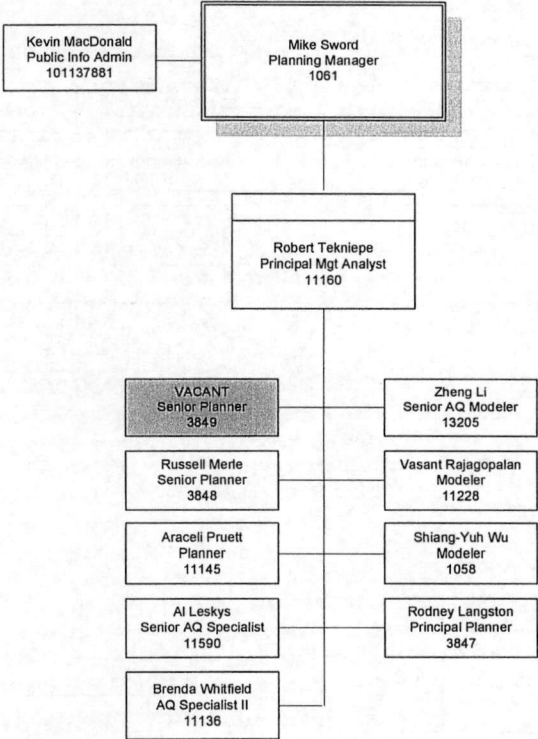 Kevin MacDonald
Public Info Admin
101137881
Mike Sword
Planning Manager
1061
Robert Tekniepe
Principal Mgt Analyst
11160
VACANT
Senior Planner
3849
Zheng Li
Senior AQ Modeler
13205
Russell Merle
Senior Planner
3848
Vasant Rajagopalan
Modeler
11228
Araceli Pruett
Planner
11145
Shiang-Yuh Wu
Modeler
1058
Al Leskys
Senior AQ Specialist
11590
Rodney Langston
Principal Planner
3847
Brenda Whitfield
AQ Specialist II
11136